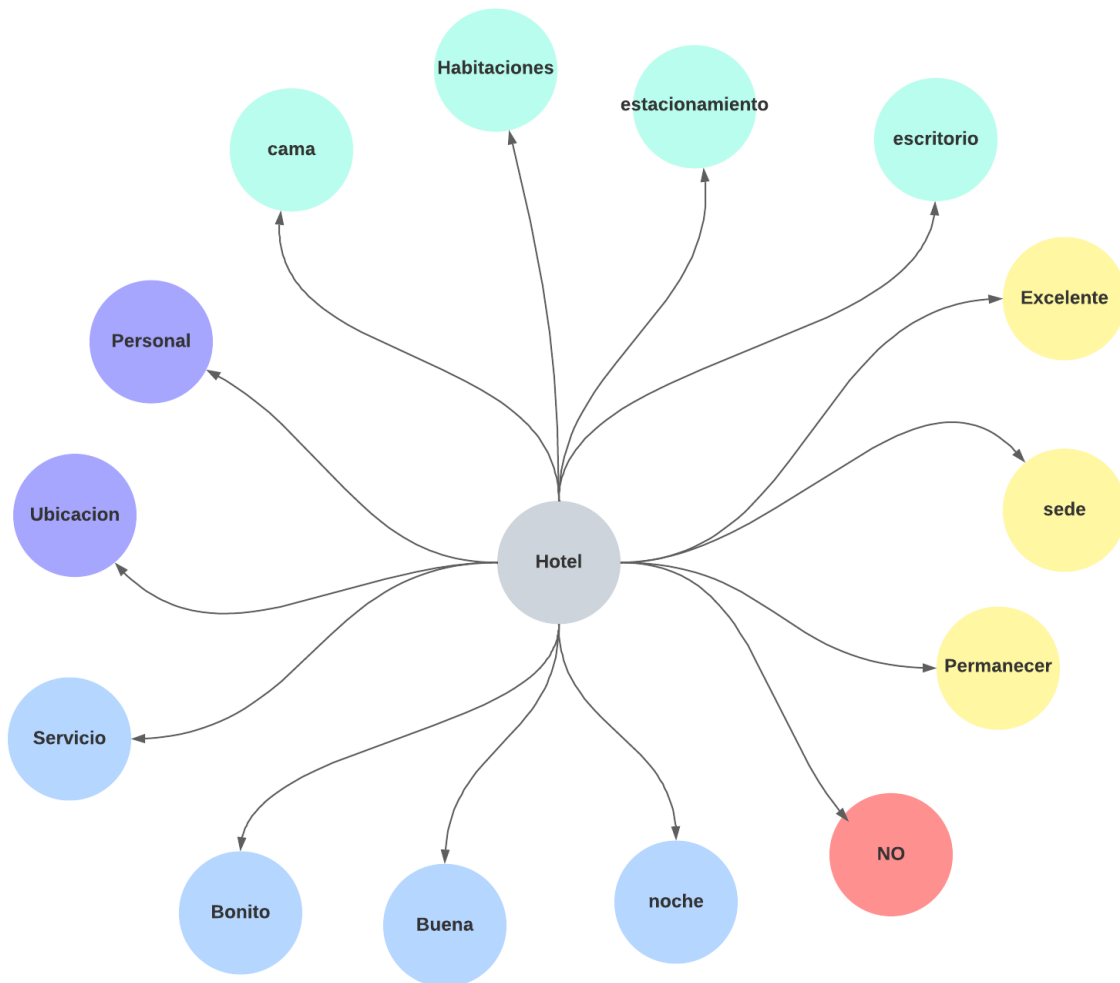 Habitaciones
estacionamiento
cama
escritorio
Excelente
Personal
sede
Ubicacion
Hotel
Permanecer
Servicio
NO
noche
Bonito
Buena